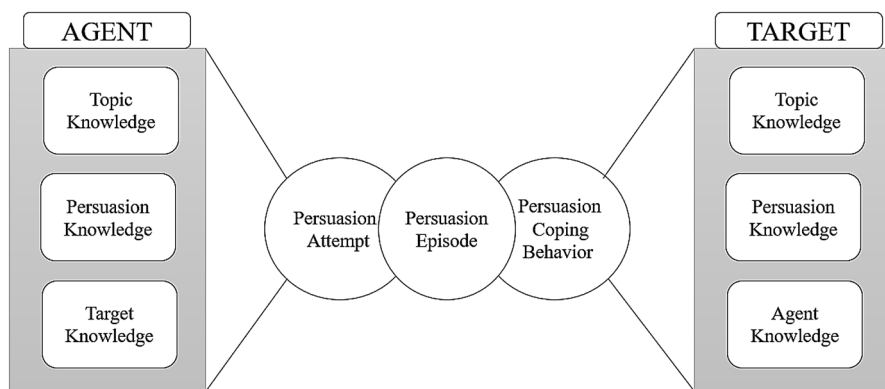 AGENT
Topic
Knowledge
Persuasion
Knowledge
Target
Knowledge
Persuasion
Attempt
Persuasion
Episode
Persuasion
Coping
Behavior
TARGET
Topic
Knowledge
Persuasion
Knowledge
Agent
Knowledge